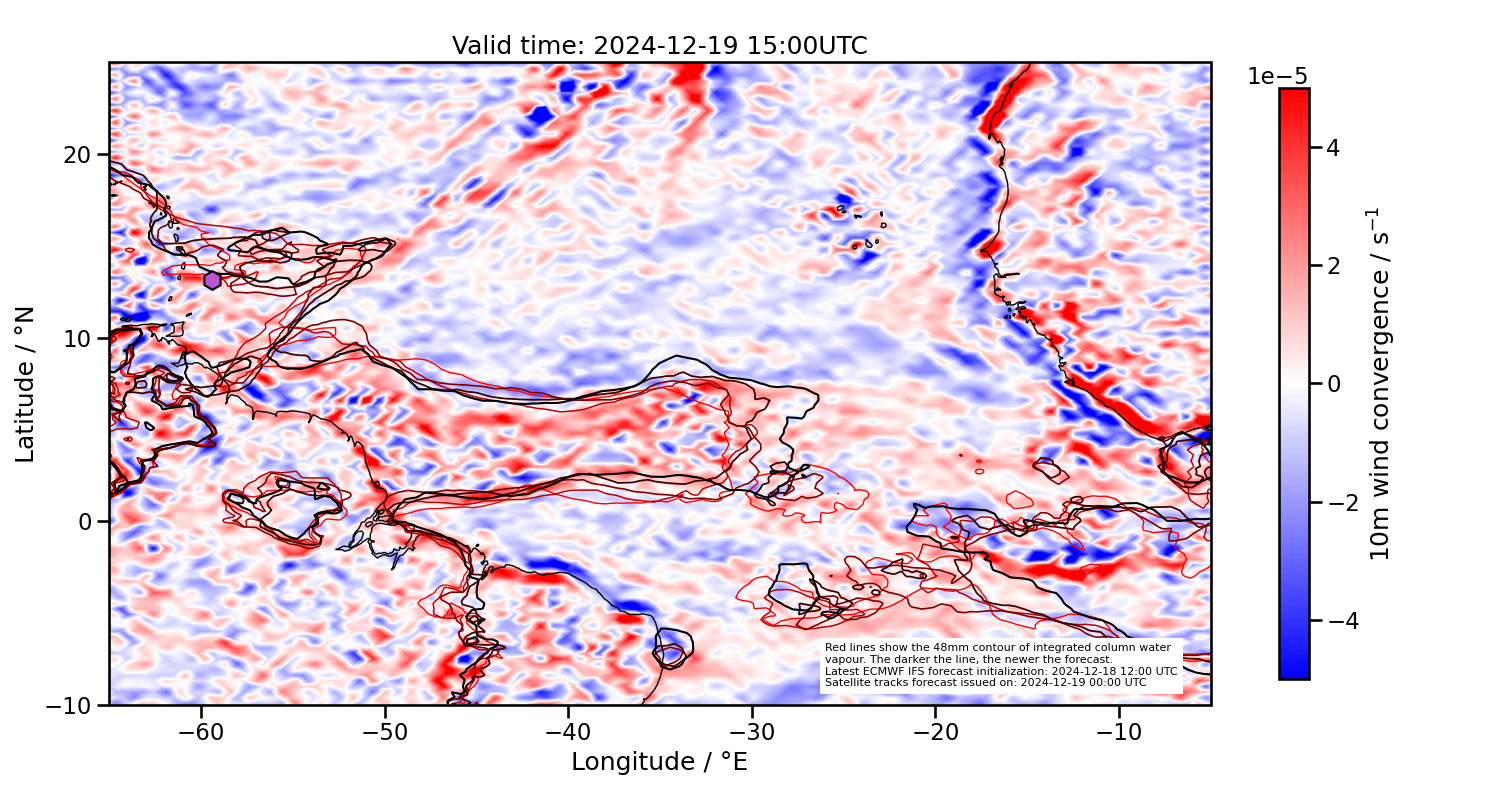 Valid time: 2024-12-19 15:00UTC
1e−5
20
10
0
−10
Latitude / °N
−60
−50
−40
−30
−20
−10
Longitude / °E
4
2
0
−2
−4
10m wind convergence / s⁻¹
Red lines show the 48mm contour of integrated column water
vapour. The darker the line, the newer the forecast.
Latest ECMWF IFS forecast initialization: 2024-12-18 12:00 UTC
Satellite tracks forecast issued on: 2024-12-19 00:00 UTC